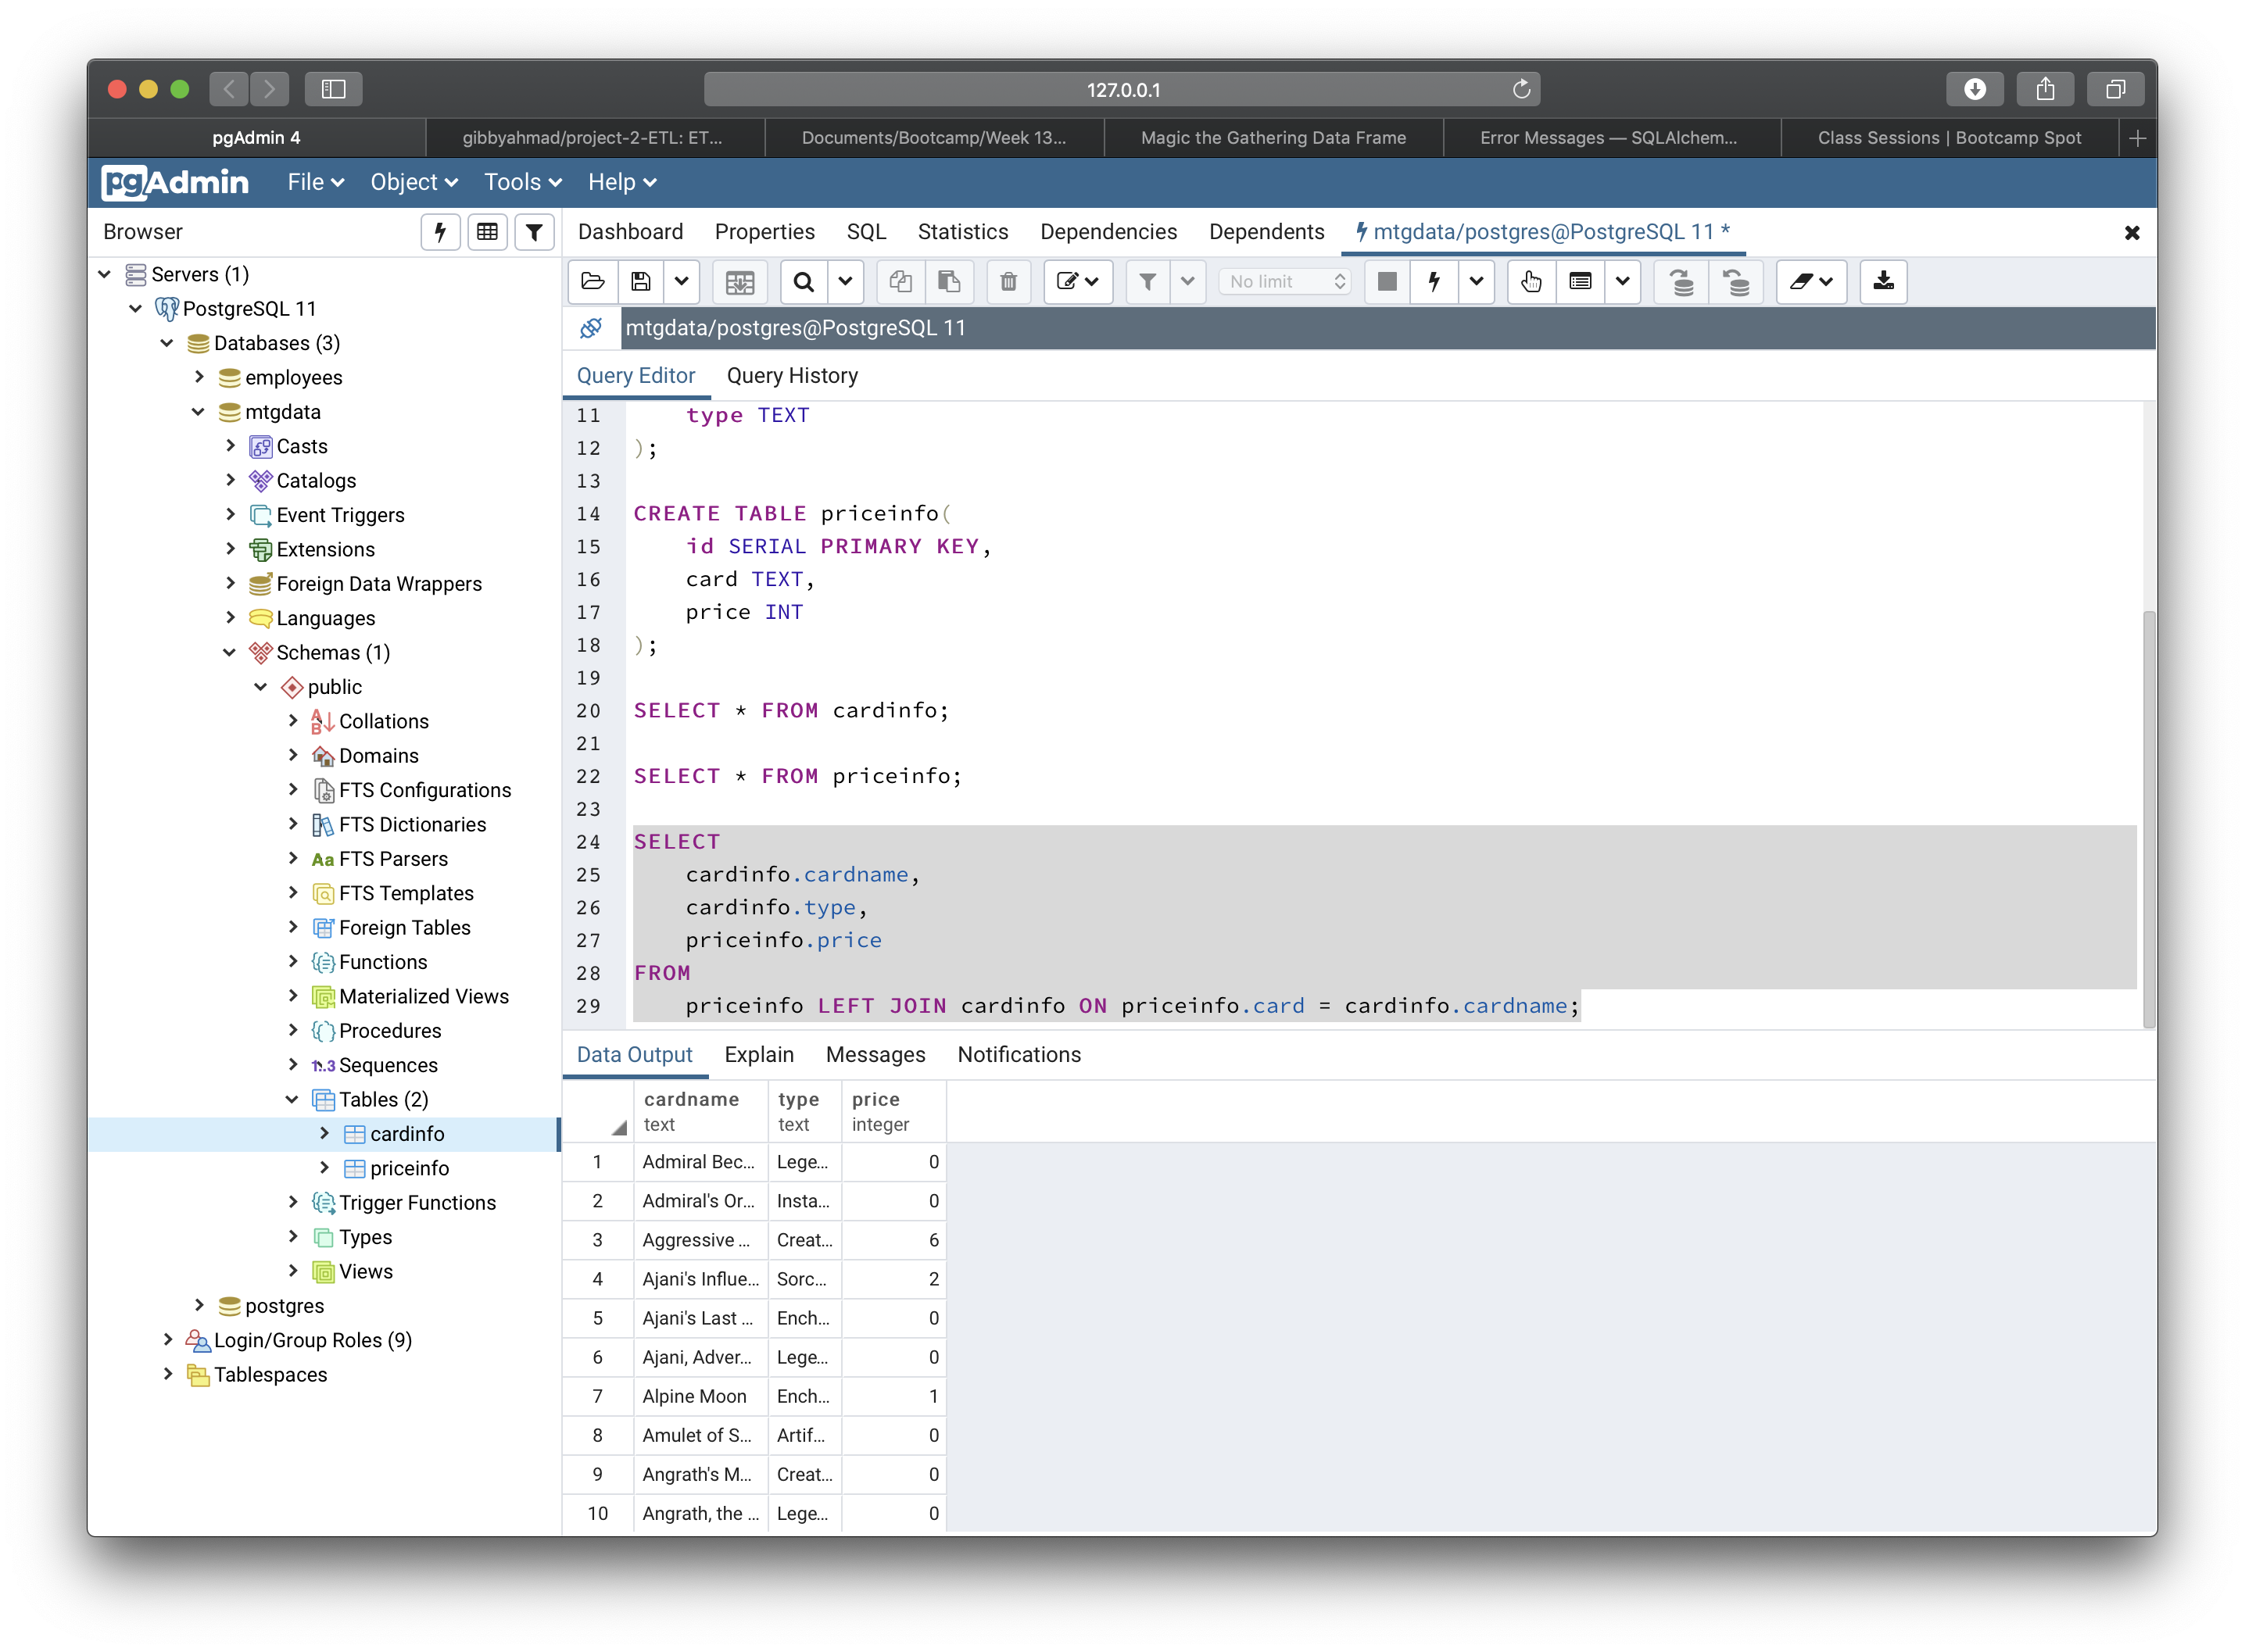 127.0.0.1
pgAdmin 4
gibbyahmad/project-2-ETL: ET...
Documents/Bootcamp/Week 13...
Magic the Gathering Data Frame
Error Messages — SQLAlchem...
Class Sessions | Bootcamp Spot
pgAdmin File Object Tools Help
Browser
Dashboard Properties SQL Statistics Dependencies Dependents mtgdata/postgres@PostgreSQL 11 *
No limit
mtgdata/postgres@PostgreSQL 11
Servers (1)
PostgreSQL 11
Databases (3)
employees
mtgdata
Casts
Catalogs
Event Triggers
Extensions
Foreign Data Wrappers
Languages
Schemas (1)
public
Collations
Domains
FTS Configurations
FTS Dictionaries
Aa FTS Parsers
FTS Templates
Foreign Tables
Functions
Materialized Views
Procedures
1..3 Sequences
Tables (2)
cardinfo
priceinfo
Trigger Functions
Types
Views
postgres
Login/Group Roles (9)
Tablespaces
Query Editor Query History
11 type TEXT
12 );
13
14 CREATE TABLE priceinfo(
15 id SERIAL PRIMARY KEY,
16 card TEXT,
17 price INT
18 );
19
20 SELECT * FROM cardinfo;
21
22 SELECT * FROM priceinfo;
23
24 SELECT
25 cardinfo.cardname,
26 cardinfo.type,
27 priceinfo.price
28 FROM
29 priceinfo LEFT JOIN cardinfo ON priceinfo.card = cardinfo.cardname;
Data Output Explain Messages Notifications
cardname type price
text text integer
1 Admiral Bec... Lege... 0
2 Admiral's Or... Insta... 0
3 Aggressive ... Creat... 6
4 Ajani's Influe... Sorc... 2
5 Ajani's Last ... Ench... 0
6 Ajani, Adver... Lege... 0
7 Alpine Moon Ench... 1
8 Amulet of S... Artif... 0
9 Angrath's M... Creat... 0
10 Angrath, the ... Lege... 0